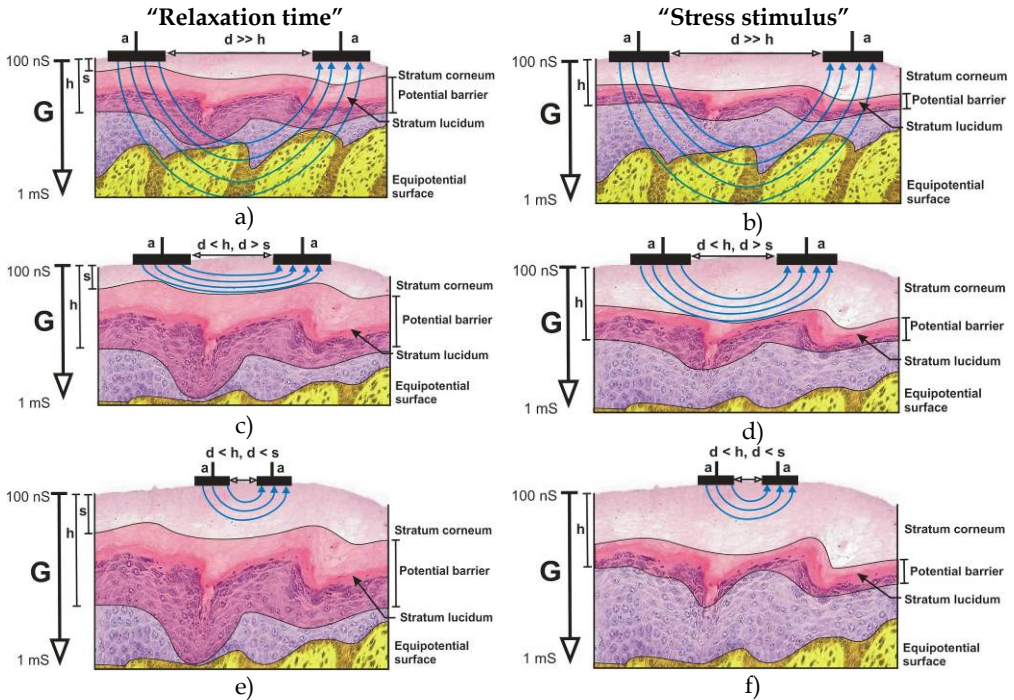 “Relaxation time”
“Stress stimulus”
a
d >> h
a
100 nS
h
s
G
1 mS
Stratum corneum
Potential barrier
Stratum lucidum
Equipotential
surface
a)
a
d >> h
a
100 nS
h
G
1 mS
Stratum corneum
Potential barrier
Stratum lucidum
Equipotential
surface
b)
a
d < h, d > s
a
100 nS
s
h
G
1 mS
Stratum corneum
Potential barrier
Stratum lucidum
Equipotential
surface
c)
a
d < h, d > s
a
100 nS
h
G
1 mS
Stratum corneum
Potential barrier
Stratum lucidum
Equipotential
surface
d)
d < h, d < s
a
a
100 nS
s
h
G
1 mS
Stratum corneum
Potential barrier
Stratum lucidum
Equipotential
surface
e)
d < h, d < s
a
a
100 nS
h
G
1 mS
Stratum corneum
Potential barrier
Stratum lucidum
Equipotential
surface
f)